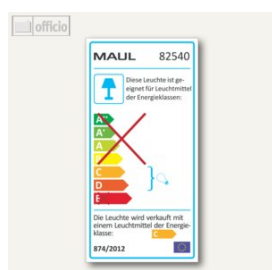 officio
MAUL 82540
Diese Leuchte ist ge-
eignet für Leuchtmittel
der Energieklassen:
A⁺⁺
A⁺
A
B
C
D
E
Die Leuchte wird verkauft mit
einem Leuchtmittel der Energie-
klasse: C
874/2012